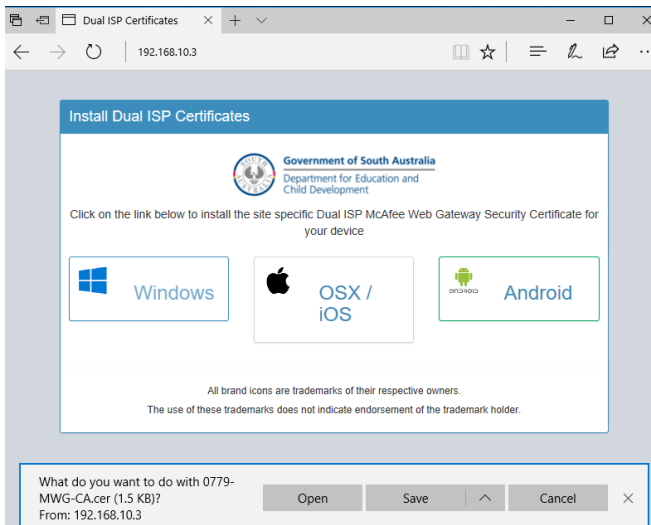 Dual ISP Certificates
192.168.10.3
Install Dual ISP Certificates
Government of South Australia
Department for Education and
Child Development
Click on the link below to install the site specific Dual ISP McAfee Web Gateway Security Certificate for
your device
Windows
OSX /
iOS
ANDROID
Android
All brand icons are trademarks of their respective owners.
The use of these trademarks does not indicate endorsement of the trademark holder.
What do you want to do with 0779-
MWG-CA.cer (1.5 KB)?
From: 192.168.10.3
Open
Save
Cancel